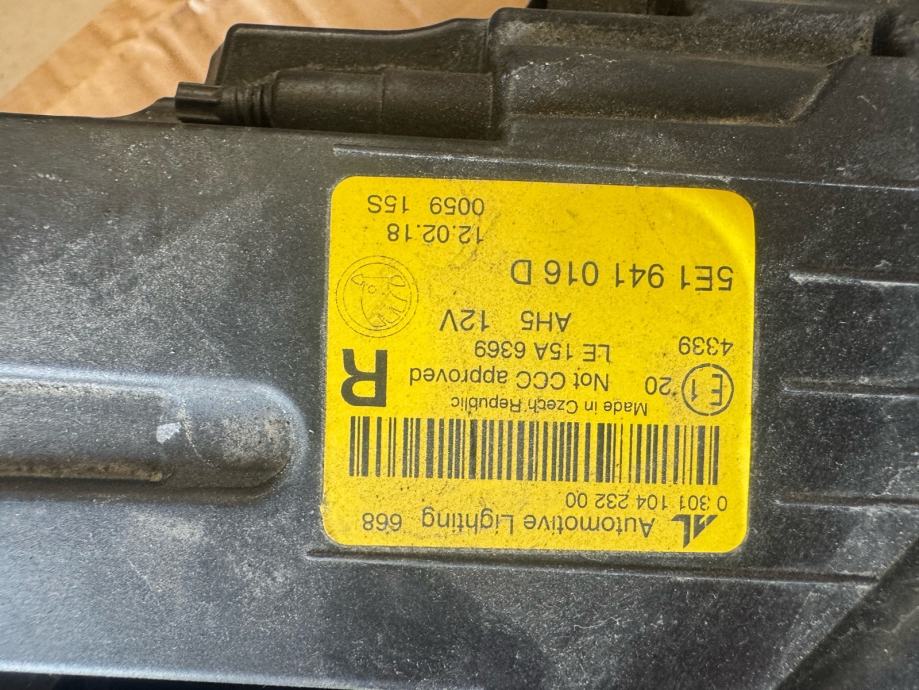 AL Automotive Lighting 668
0 301 104 232 00
Made in Czech Republic
E1 20 Not CCC approved R
4339 LE 15A 6369
AH5 12V
5E1 941 016 D
12.02.18
0059 15S